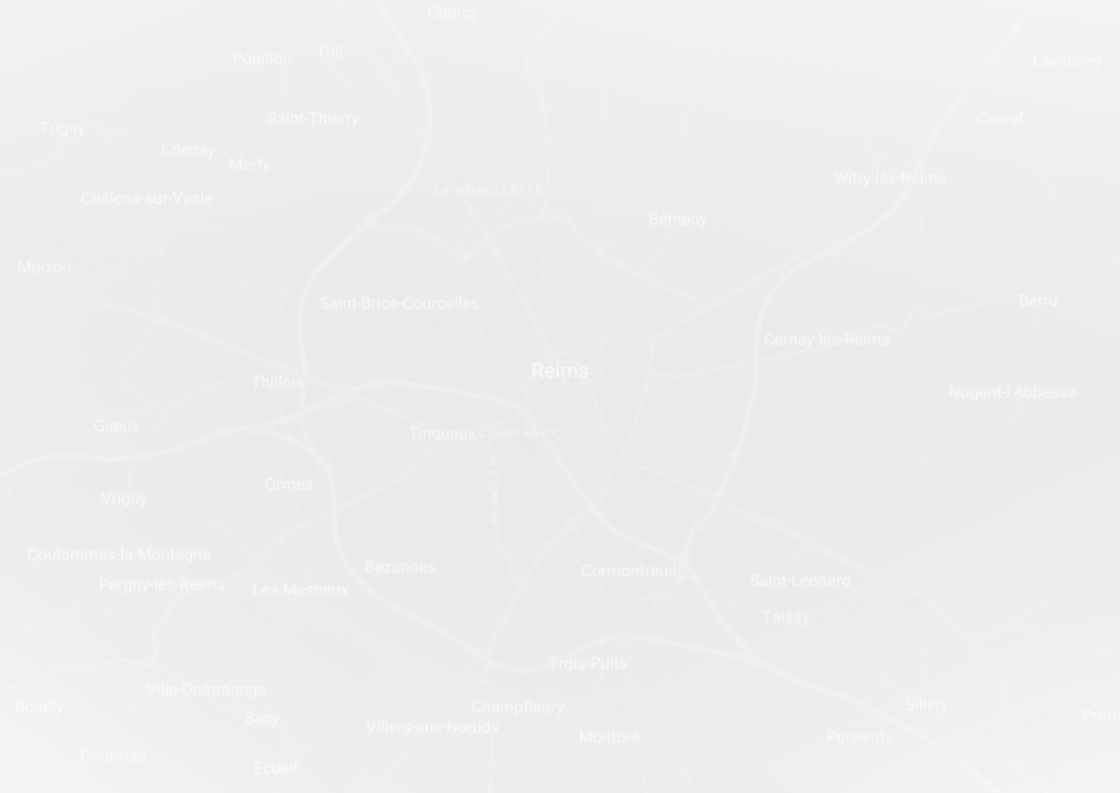 Courcy
Thil
Pouillon
Lavannes
Saint-Thierry
Caurel
Trigny
Chenay
Merfy
Witry-lès-Reims
LA NEUVILLETTE
Châlons-sur-Vesle
Bétheny
Muizon
Berru
Saint-Brice-Courcelles
Cernay-lès-Reims
Reims
Thillois
Nogent-l'Abbesse
Gueux
Tinqueux
COURLANCY
Ormes
Vrigny
Coulommes-la-Montagne
Bezannes
Cormontreuil
Saint-Léonard
Pargny-lès-Reims
Les Mesneux
Taissy
Trois-Puits
Ville-Dommange
Sillery
Bouilly
Champfleury
Prun
Sacy
Villers-aux-Nœuds
Montbré
Puisieulx
Courmas
Écueil